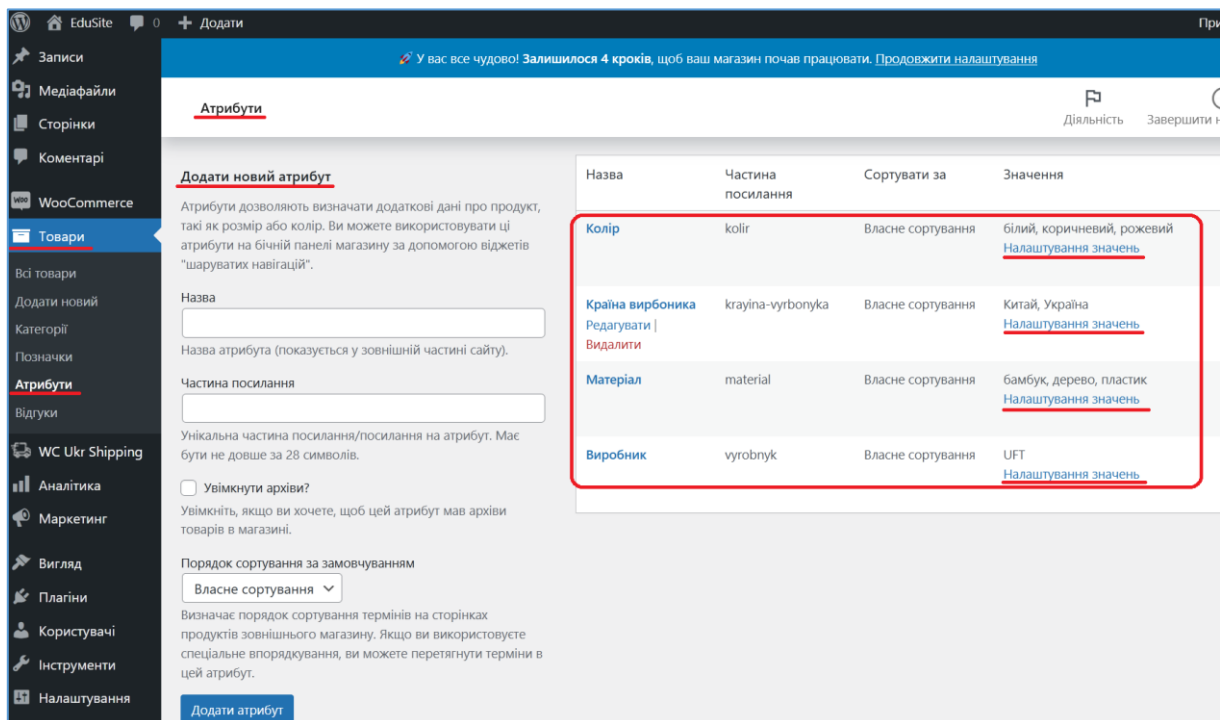 EduSite 0 + Додати
🚀 У вас все чудово! Залишилося 4 кроків, щоб ваш магазин почав працювати. Продовжити налаштування
Записи
Медіафайли
Сторінки
Коментарі
WooCommerce
Товари
Всі товари
Додати новий
Категорії
Позначки
Атрибути
Відгуки
WC Ukr Shipping
Аналітика
Маркетинг
Вигляд
Плагіни
Користувачі
Інструменти
Налаштування
Атрибути
Діяльність
Завершити
Додати новий атрибут
Атрибути дозволяють визначати додаткові дані про продукт,
такі як розмір або колір. Ви можете використовувати ці
атрибути на бічній панелі магазину за допомогою віджетів
"шаруватих навігацій".
Назва
Назва атрибута (показується у зовнішній частині сайту).
Частина посилання
Унікальна частина посилання/посилання на атрибут. Має
бути не довше за 28 символів.
Увімкнути архіви?
Увімкніть, якщо ви хочете, щоб цей атрибут мав архіви
товарів в магазині.
Порядок сортування за замовчуванням
Власне сортування
Визначає порядок сортування термінів на сторінках
продуктів зовнішнього магазину. Якщо ви використовуєте
спеціальне впорядкування, ви можете перетягнути терміни в
цей атрибут.
Додати атрибут
Назва Частина посилання Сортувати за Значення
Колір kolir Власне сортування білий, коричневий, рожевий
Налаштування значень
Країна вирбоника krayina-vyrbonyka Власне сортування Китай, Україна
Редагувати | Налаштування значень
Видалити
Матеріал material Власне сортування бамбук, дерево, пластик
Налаштування значень
Виробник vyrobnyk Власне сортування UFT
Налаштування значень